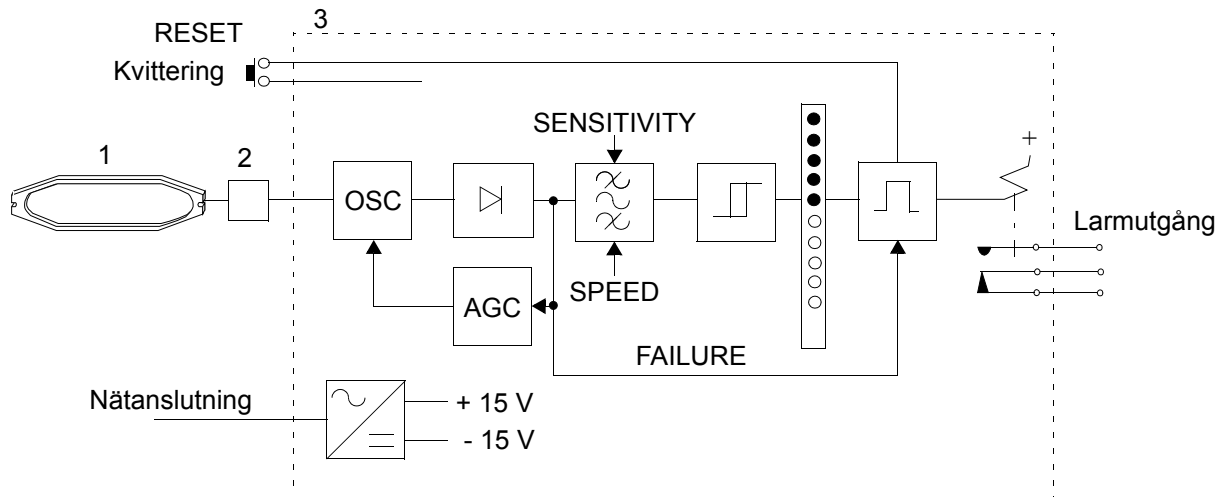 3
RESET
Kvittering
SENSITIVITY
1
2
OSC
Larmutgång
SPEED
AGC
FAILURE
Nätanslutning
+ 15 V
- 15 V